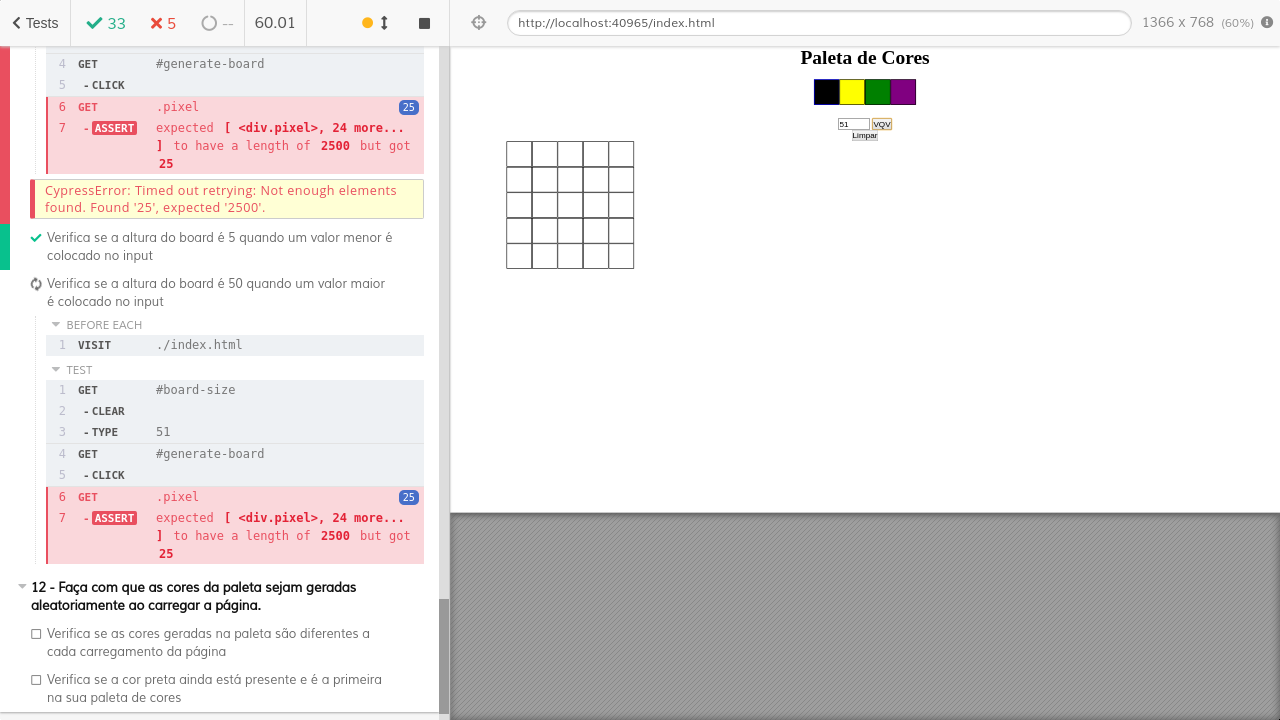 Tests 33 5 -- 60.01 http://localhost:40965/index.html 1366 x 768 (60%)
4 GET #generate-board
5 - CLICK
6 GET .pixel 25
7 - ASSERT expected [ <div.pixel>, 24 more...
] to have a length of 2500 but got
25
CypressError: Timed out retrying: Not enough elements
found. Found '25', expected '2500'.
Verifica se a altura do board é 5 quando um valor menor é
colocado no input
Verifica se a altura do board é 50 quando um valor maior
é colocado no input
BEFORE EACH
1 VISIT ./index.html
TEST
1 GET #board-size
2 - CLEAR
3 - TYPE 51
4 GET #generate-board
5 - CLICK
6 GET .pixel 25
7 - ASSERT expected [ <div.pixel>, 24 more...
] to have a length of 2500 but got
25
12 - Faça com que as cores da paleta sejam geradas
aleatoriamente ao carregar a página.
Verifica se as cores geradas na paleta são diferentes a
cada carregamento da página
Verifica se a cor preta ainda está presente e é a primeira
na sua paleta de cores
Paleta de Cores
51 VQV
Limpar